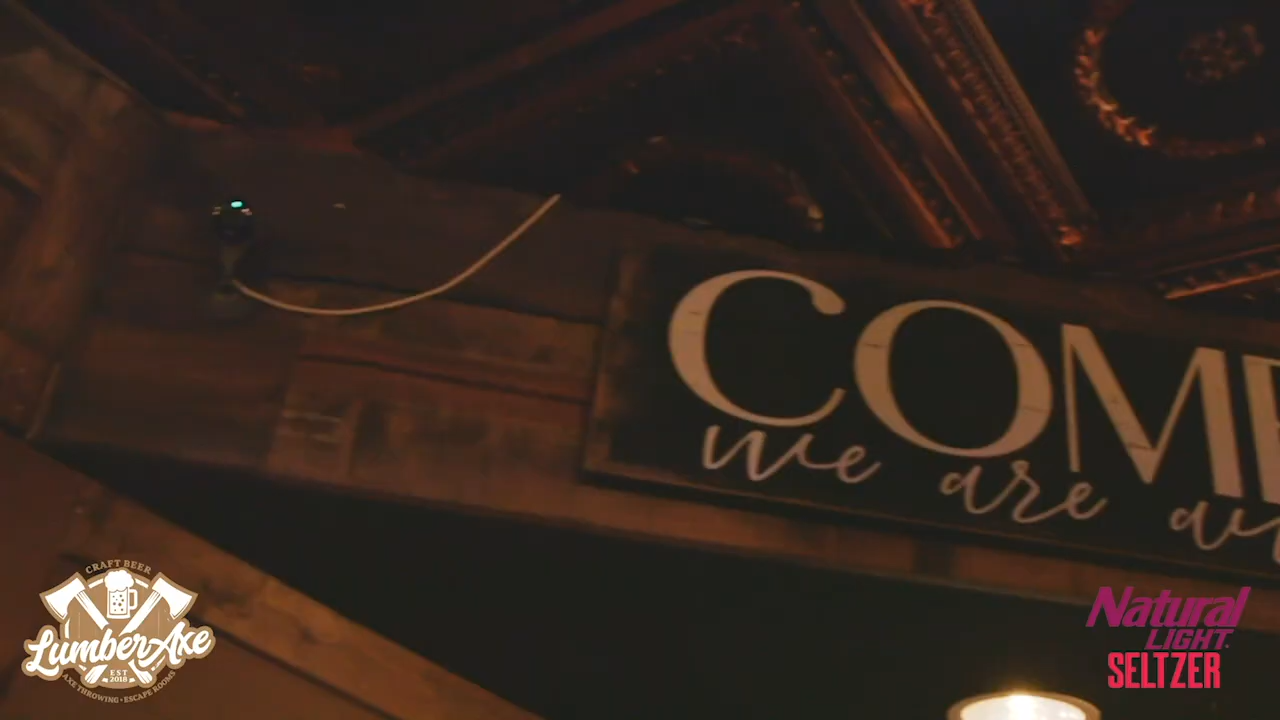 COM
we are
CRAFT BEER
LumberAxe
EST
2018
AXE THROWING • ESCAPE ROOMS
Natural
LIGHT
SELTZER